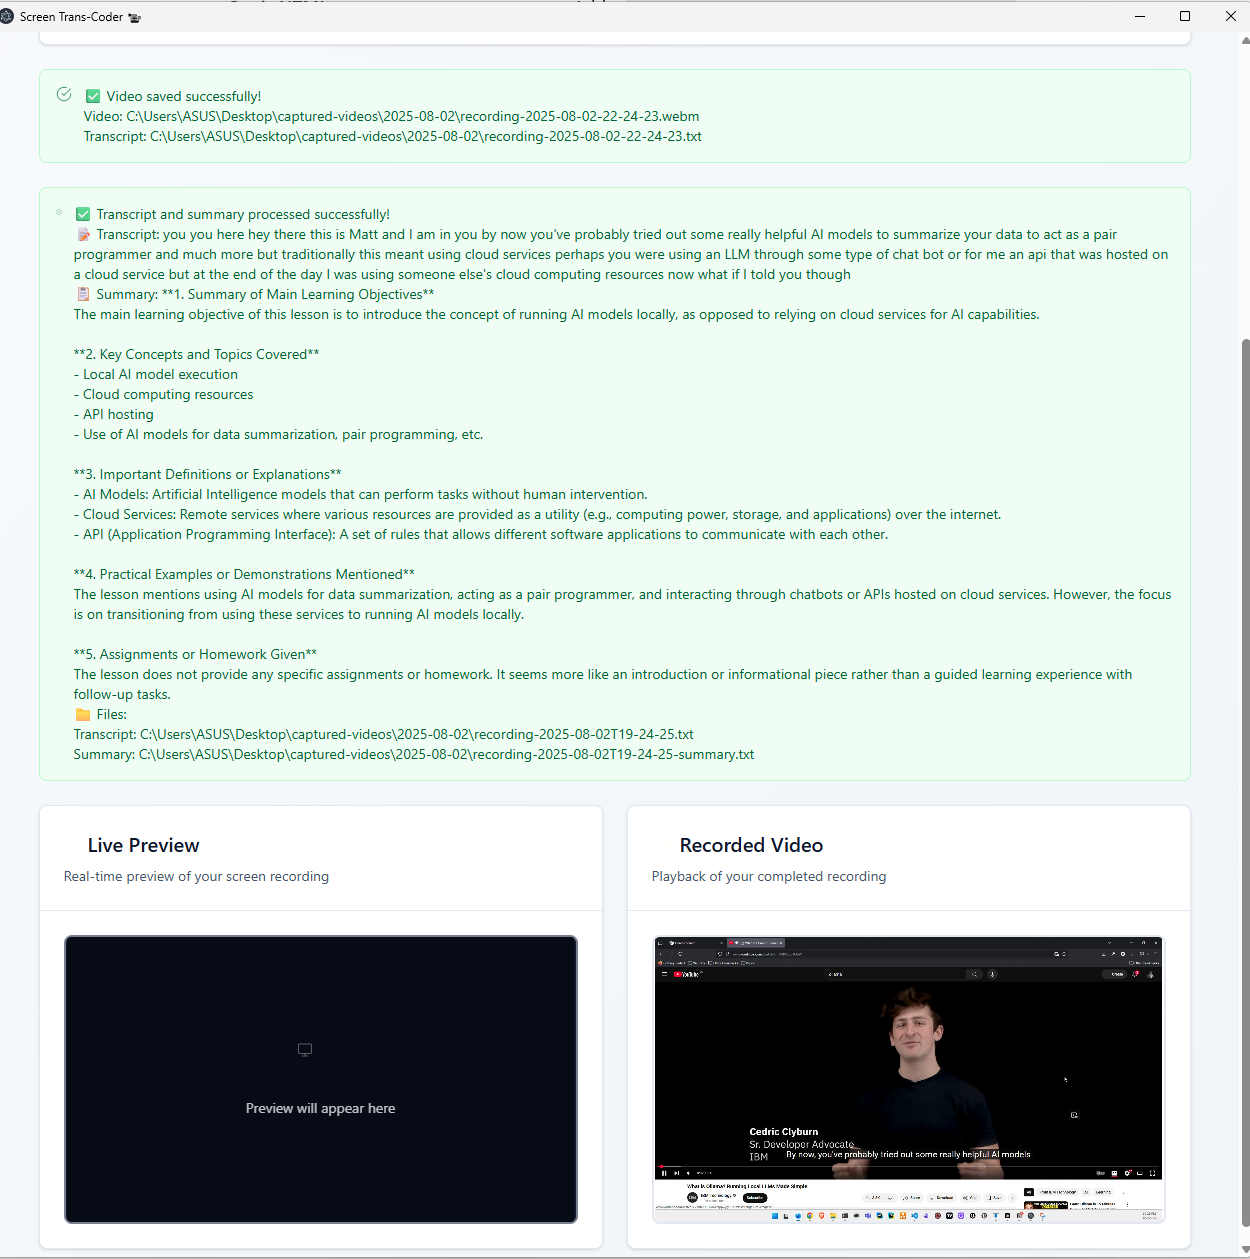 Screen Trans-Coder
✅ Video saved successfully!
Video: C:\Users\ASUS\Desktop\captured-videos\2025-08-02\recording-2025-08-02-22-24-23.webm
Transcript: C:\Users\ASUS\Desktop\captured-videos\2025-08-02\recording-2025-08-02-22-24-23.txt
✅ Transcript and summary processed successfully!
📝 Transcript: you you here hey there this is Matt and I am in you by now you've probably tried out some really helpful AI models to summarize your data to act as a pair
programmer and much more but traditionally this meant using cloud services perhaps you were using an LLM through some type of chat bot or for me an api that was hosted on
a cloud service but at the end of the day I was using someone else's cloud computing resources now what if I told you though
📋 Summary: **1. Summary of Main Learning Objectives**
The main learning objective of this lesson is to introduce the concept of running AI models locally, as opposed to relying on cloud services for AI capabilities.
**2. Key Concepts and Topics Covered**
- Local AI model execution
- Cloud computing resources
- API hosting
- Use of AI models for data summarization, pair programming, etc.
**3. Important Definitions or Explanations**
- AI Models: Artificial Intelligence models that can perform tasks without human intervention.
- Cloud Services: Remote services where various resources are provided as a utility (e.g., computing power, storage, and applications) over the internet.
- API (Application Programming Interface): A set of rules that allows different software applications to communicate with each other.
**4. Practical Examples or Demonstrations Mentioned**
The lesson mentions using AI models for data summarization, acting as a pair programmer, and interacting through chatbots or APIs hosted on cloud services. However, the focus
is on transitioning from using these services to running AI models locally.
**5. Assignments or Homework Given**
The lesson does not provide any specific assignments or homework. It seems more like an introduction or informational piece rather than a guided learning experience with
follow-up tasks.
📁 Files:
Transcript: C:\Users\ASUS\Desktop\captured-videos\2025-08-02\recording-2025-08-02T19-24-25.txt
Summary: C:\Users\ASUS\Desktop\captured-videos\2025-08-02\recording-2025-08-02T19-24-25-summary.txt
Live Preview
Real-time preview of your screen recording
Preview will appear here
Recorded Video
Playback of your completed recording
YouTube
Create
Cedric Clyburn
Sr. Developer Advocate
IBM
By now, you've probably tried out some really helpful AI models
What is Ollama? Running Local LLMs Made Simple
IBM Technology
Subscribe
Share
Download